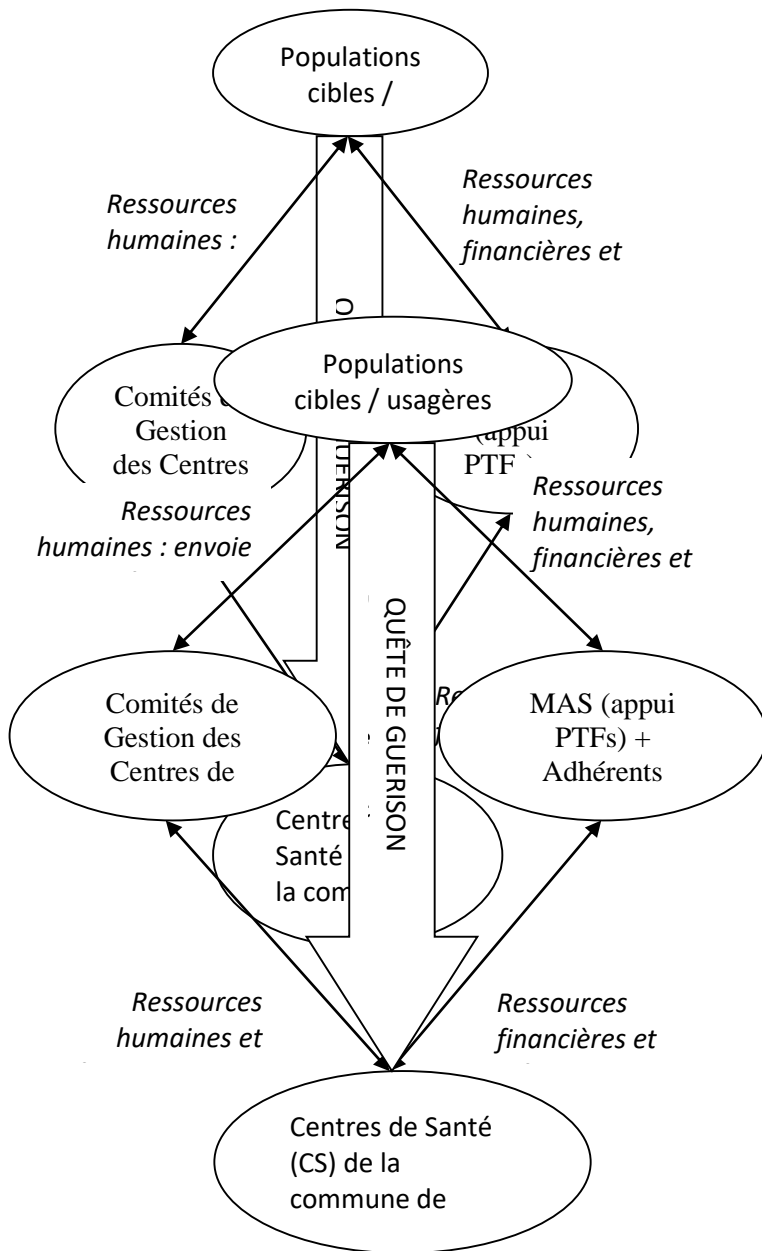 Populations
cibles /
Ressources
humaines :
Ressources
humaines,
financières et
Populations
cibles / usagères
Comités
Gestion
des Centres
(appui
PTF
GUERISON
Ressources
humaines : envoie
Ressources
humaines,
financières et
QUÊTE DE GUERISON
Comités de
Gestion des
Centres de
MAS (appui
PTFs) +
Adhérents
Centre
Santé
la com
Ressources
humaines et
Ressources
financières et
Centres de Santé
(CS) de la
commune de